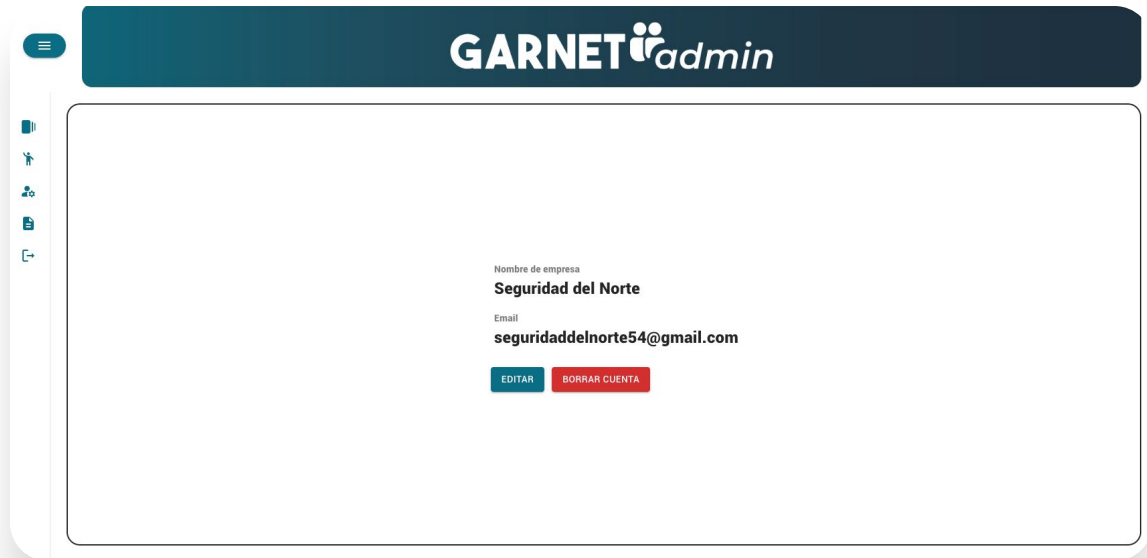 GARNET admin
Nombre de empresa
Seguridad del Norte
Email
seguridaddelnorte54@gmail.com
EDITAR BORRAR CUENTA